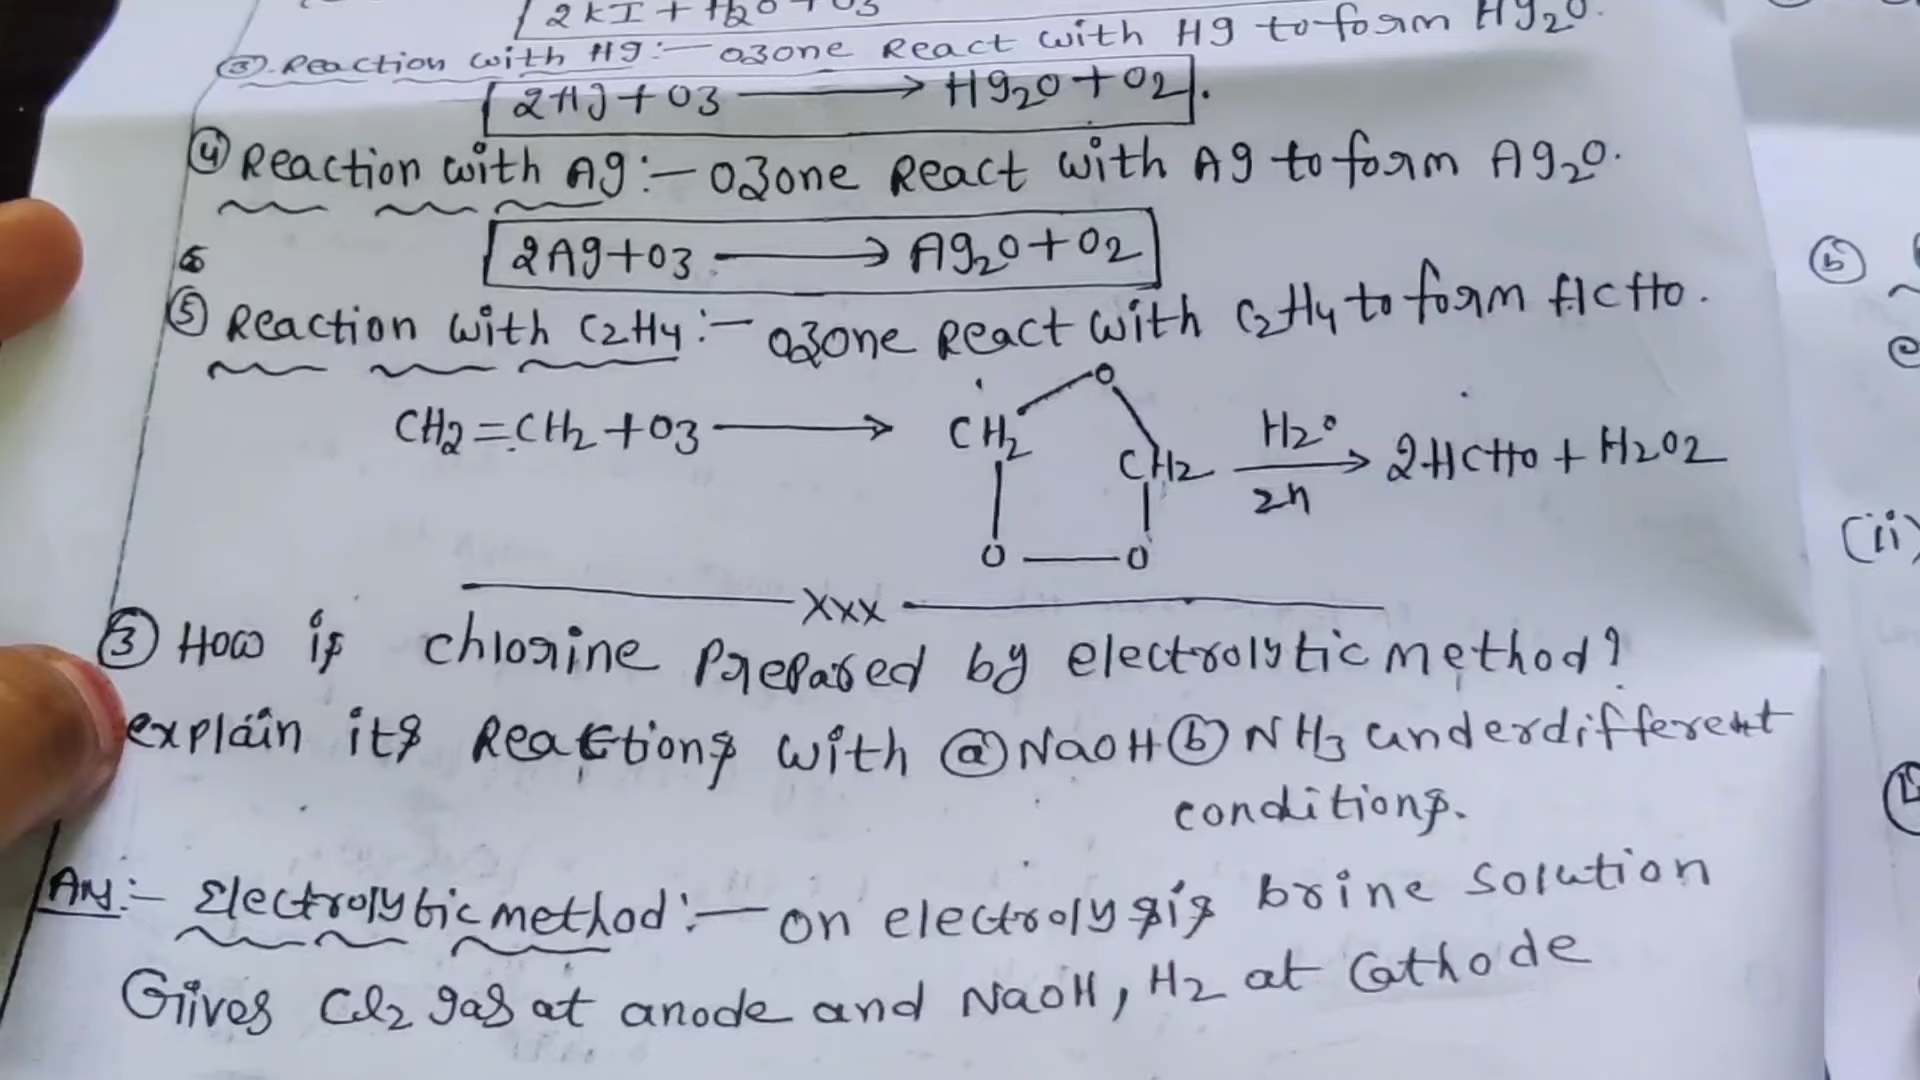 2KI + H2O + O3
③. Reaction with Hg:- ozone React with Hg to form Hg2O.
2Hg + O3 → Hg2O + O2.
④ Reaction with Ag:- ozone React with Ag to form Ag2O.
2Ag + O3 → Ag2O + O2
⑤ Reaction with C2H4:- ozone React with C2H4 to form HCHO.
CH2=CH2 + O3 → CH2 O CH2 O O H2O Zn → 2HCHO + H2O2
xxx
③ How is chlorine Prepared by electrolytic method?
explain its Reactions with ⓐ NaOH ⓑ NH3 under different
conditions.
Ans:- Electrolytic method:- on electrolysis brine solution
Gives Cl2 gas at anode and NaOH, H2 at Cathode
ⓑ
(ii)